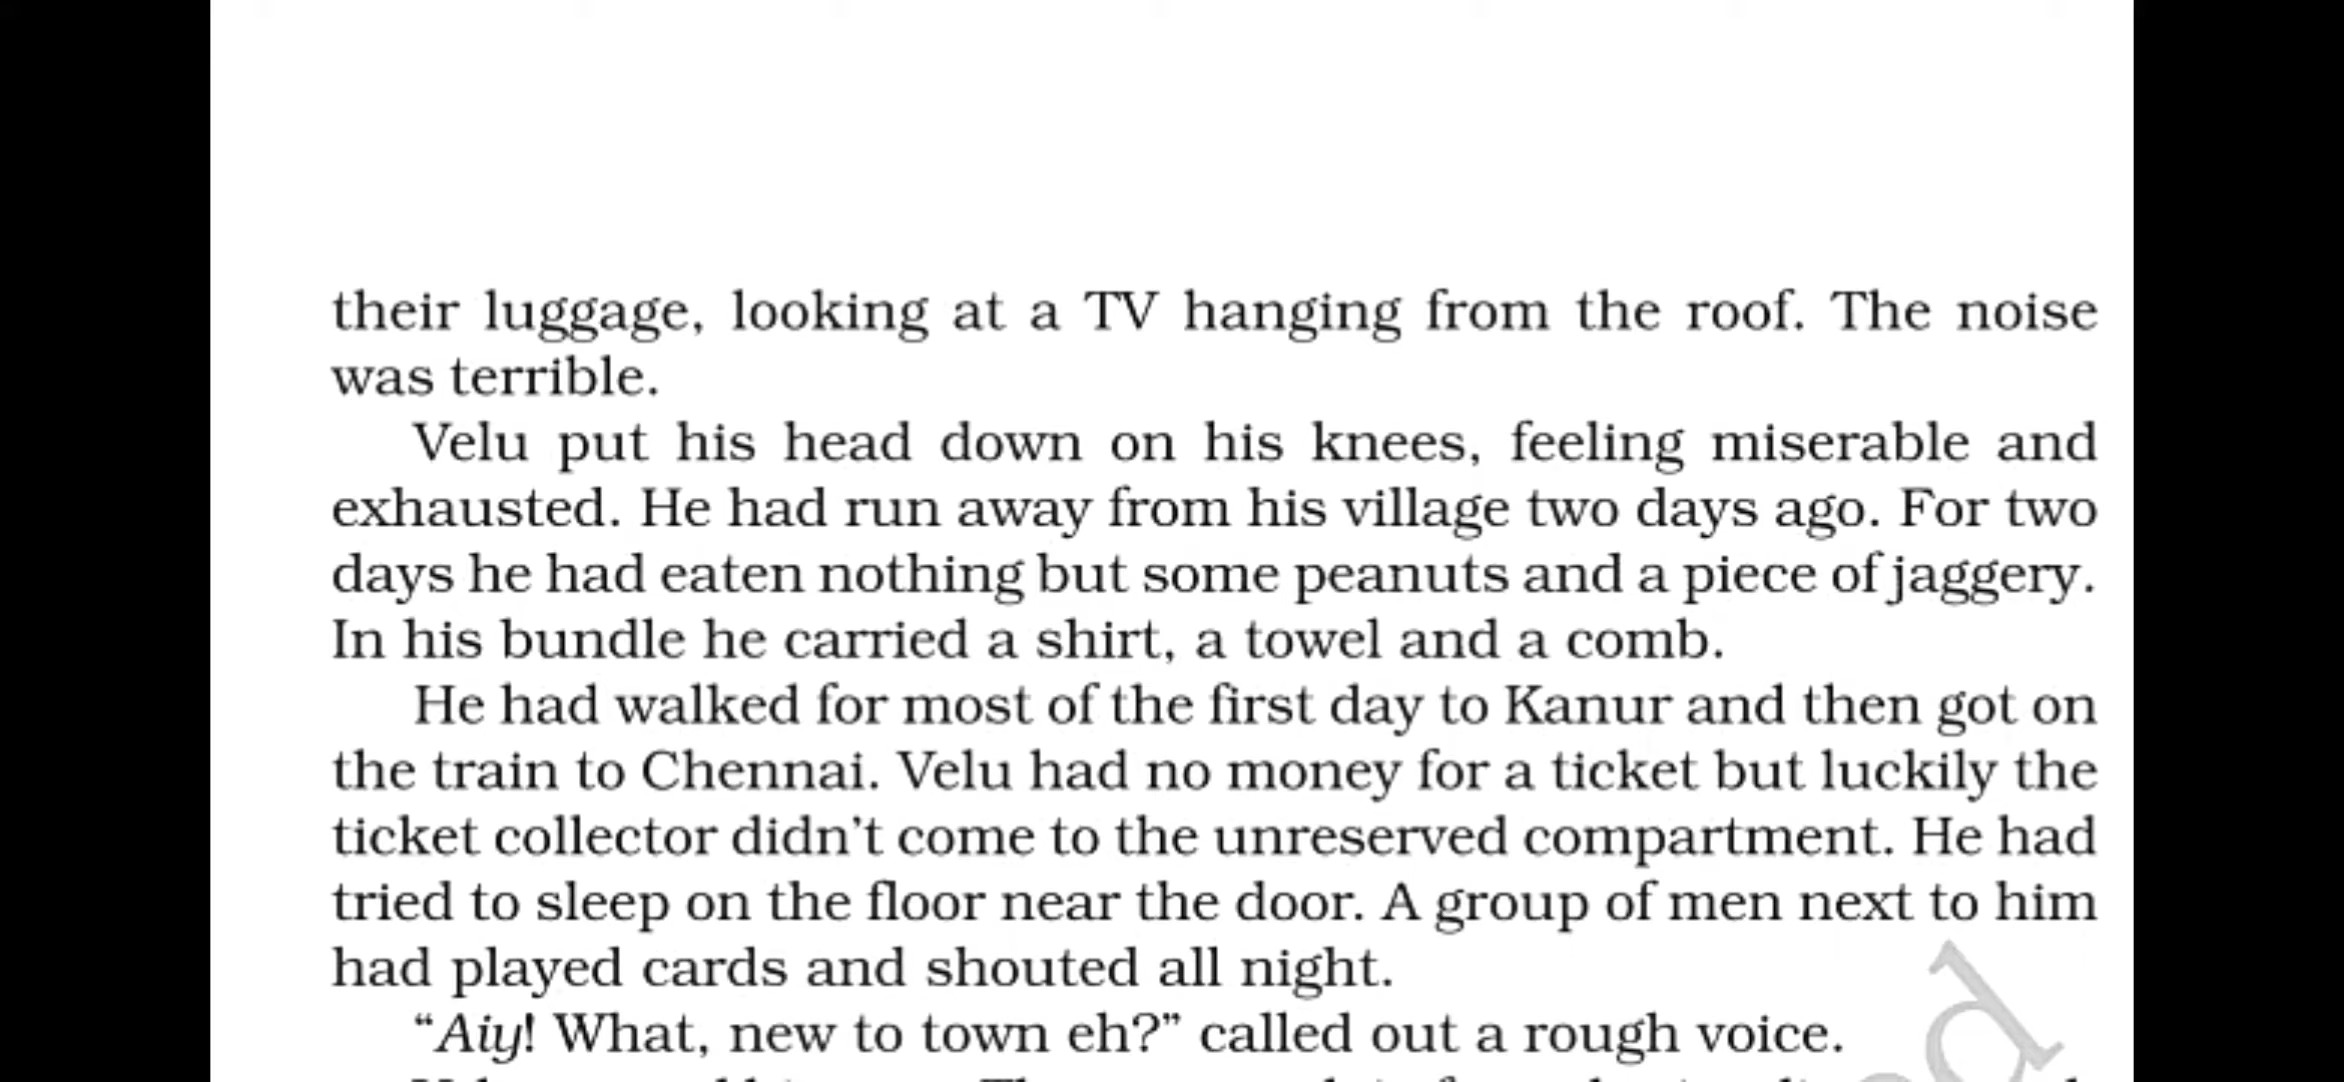 their luggage, looking at a TV hanging from the roof. The noise
was terrible.
Velu put his head down on his knees, feeling miserable and
exhausted. He had run away from his village two days ago. For two
days he had eaten nothing but some peanuts and a piece of jaggery.
In his bundle he carried a shirt, a towel and a comb.
He had walked for most of the first day to Kanur and then got on
the train to Chennai. Velu had no money for a ticket but luckily the
ticket collector didn’t come to the unreserved compartment. He had
tried to sleep on the floor near the door. A group of men next to him
had played cards and shouted all night.
“Aiy! What, new to town eh?” called out a rough voice.